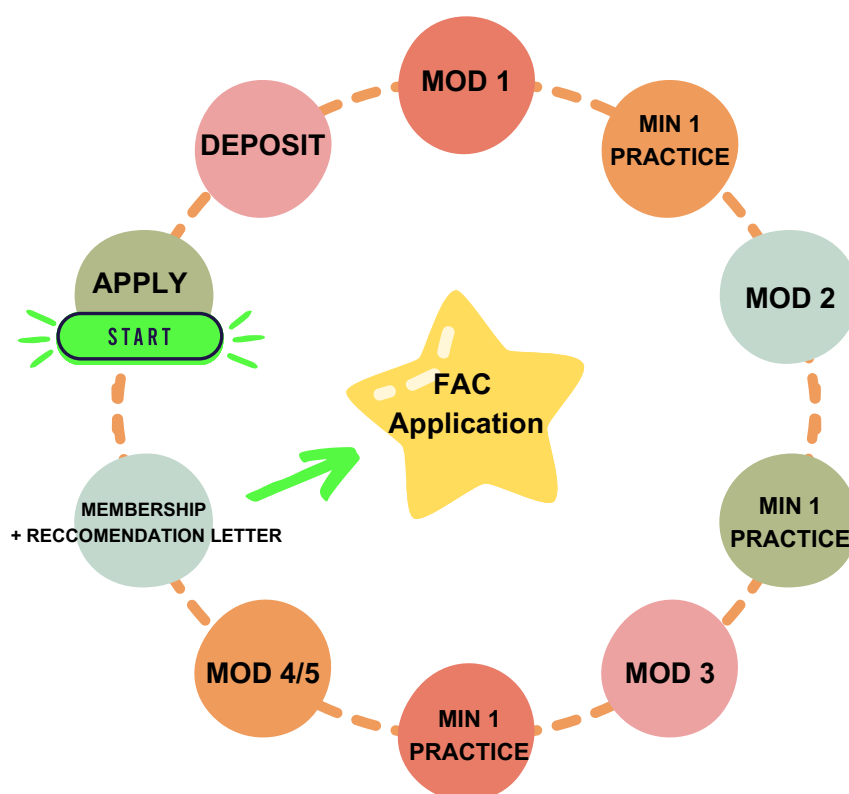 APPLY
START
DEPOSIT
MOD 1
MIN 1
PRACTICE
MOD 2
MIN 1
PRACTICE
MOD 3
MIN 1
PRACTICE
MOD 4/5
MEMBERSHIP
+ RECCOMENDATION LETTER
FAC
Application